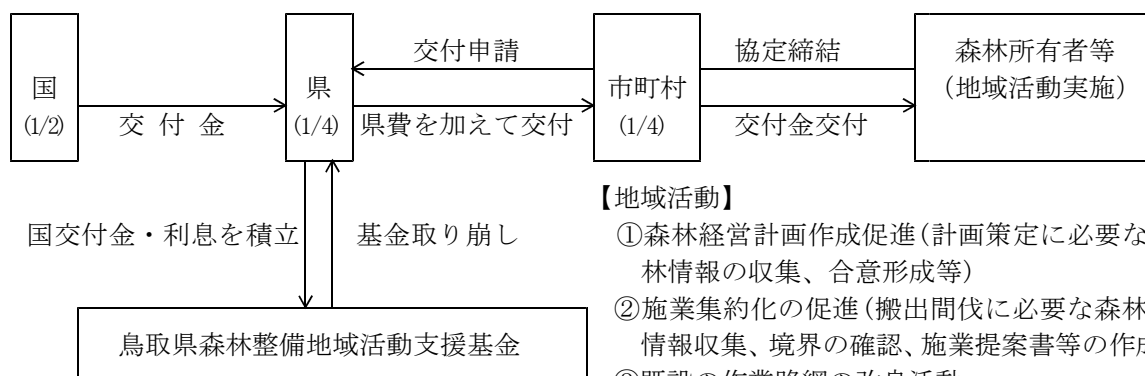 国
(1/2)
交 付 金
県
(1/4)
交付申請
県費を加えて交付
市町村
(1/4)
協定締結
交付金交付
森林所有者等
（地域活動実施）
国交付金・利息を積立
基金取り崩し
鳥取県森林整備地域活動支援基金
【地域活動】
①森林経営計画作成促進(計画策定に必要な
林情報の収集、合意形成等)
②施業集約化の促進(搬出間伐に必要な森林
情報収集、境界の確認、施業提案書等の作成